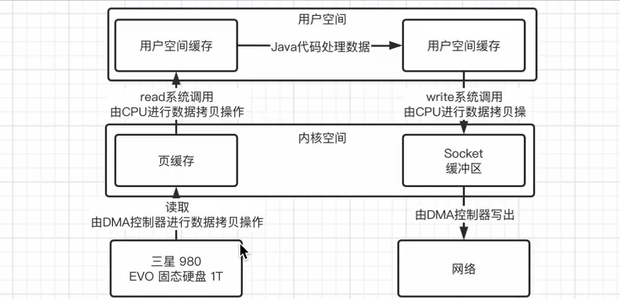 用户空间
用户空间缓存
Java代码处理数据
用户空间缓存
read系统调用
由CPU进行数据拷贝操作
write系统调用
由CPU进行数据拷贝操
内核空间
页缓存
Socket
缓冲区
读取
由DMA控制器进行数据拷贝操作
由DMA控制器写出
三星 980
EVO 固态硬盘 1T
网络